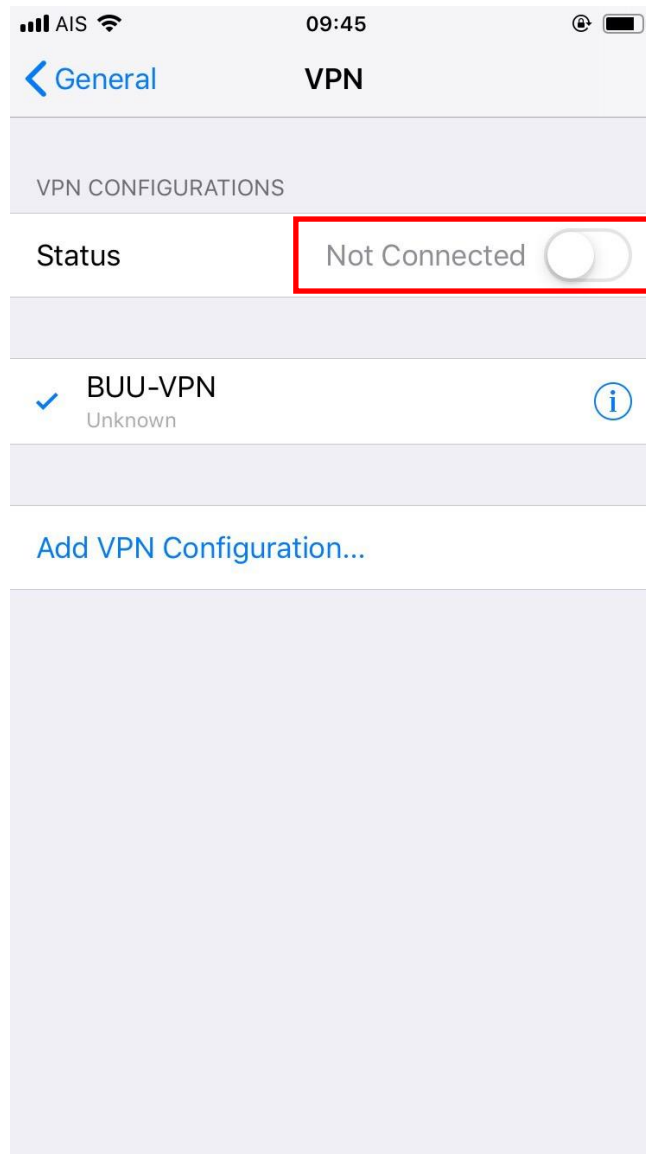 AIS 09:45
General VPN
VPN CONFIGURATIONS
Status Not Connected
BUU-VPN
Unknown
i
Add VPN Configuration...